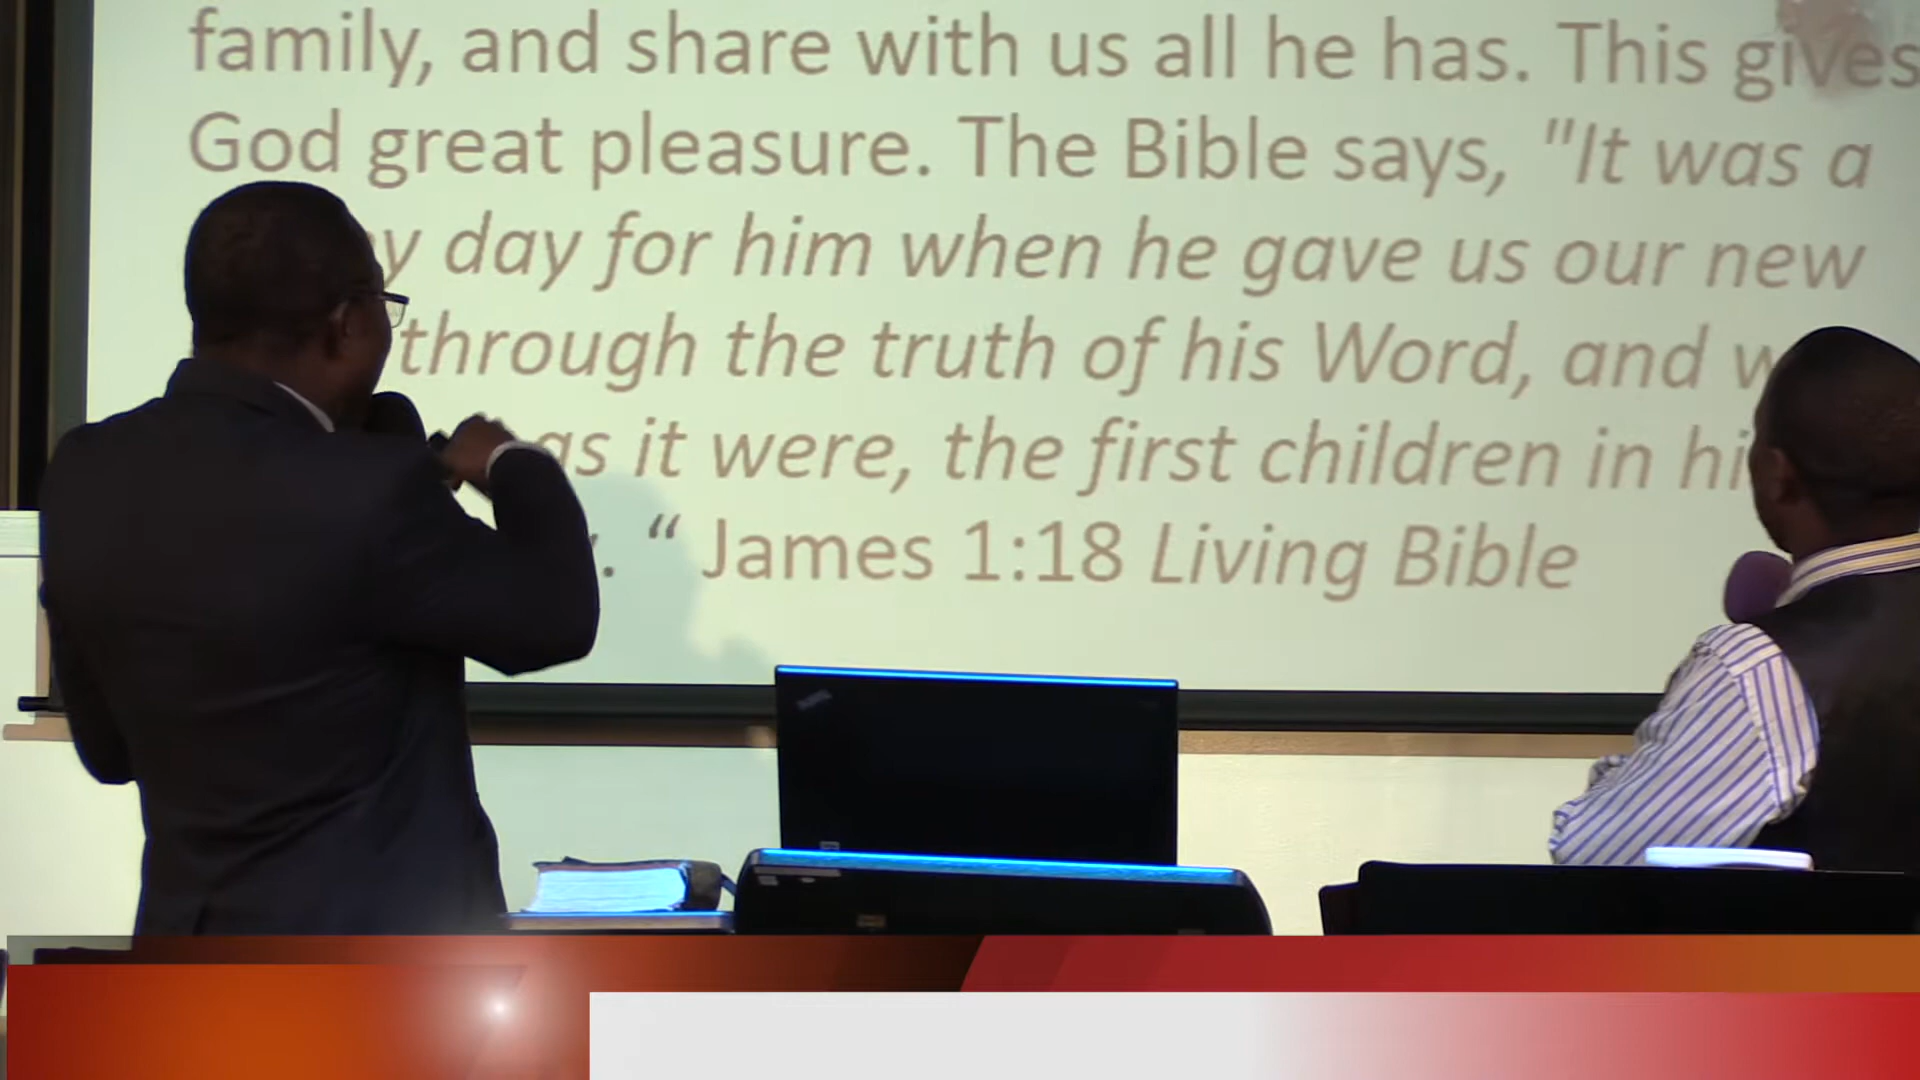 family, and share with us all he has. This gives
God great pleasure. The Bible says, "It was a
day for him when he gave us our new
through the truth of his Word, and
as it were, the first children in
. “ James 1:18 Living Bible